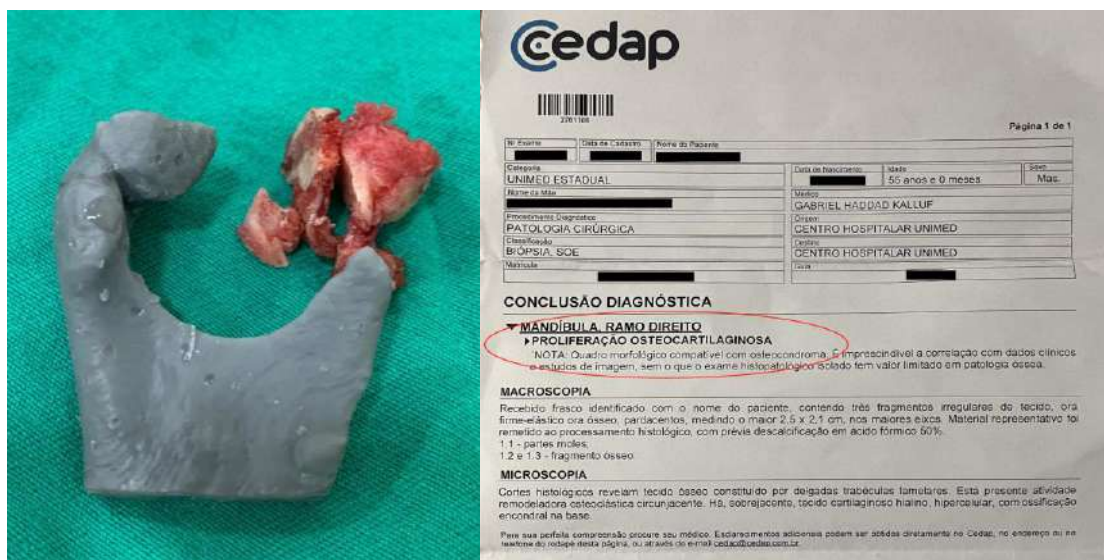 cedap
Página 1 de 1
Nr Exame Data de Cadastro Nome do Paciente
Categoria Data de Nascimento Idade Sexo
UNIMED ESTADUAL 55 anos e 0 meses Mas.
Nome da Mãe Médico
GABRIEL HADDAD KALLUF
Procedimento Diagnóstico Origem
PATOLOGIA CIRÚRGICA CENTRO HOSPITALAR UNIMED
Classificação Destino
BIÓPSIA, SOE CENTRO HOSPITALAR UNIMED
Matrícula Guia
CONCLUSÃO DIAGNÓSTICA
MANDÍBULA, RAMO DIREITO
PROLIFERAÇÃO OSTEOCARTILAGINOSA
NOTA: Quadro morfológico compatível com osteocondroma. É imprescindível a correlação com dados clínicos
e estudos de imagem, sem o que o exame histopatológico isolado tem valor limitado em patologia óssea.
MACROSCOPIA
Recebido frasco identificado com o nome do paciente, contendo três fragmentos irregulares de tecido, ora
firme-elástico ora ósseo, pardacentos, medindo o maior 2,5 x 2,1 cm, nos maiores eixos. Material representativo foi
remetido ao processamento histológico, com prévia descalcificação em ácido fórmico 50%.
1.1 - partes moles;
1.2 e 1.3 - fragmento ósseo.
MICROSCOPIA
Cortes histológicos revelam tecido ósseo constituído por delgadas trabéculas lamelares. Está presente atividade
remodeladora osteoclástica circunjacente. Há, sobrejacente, tecido cartilaginoso hialino, hipercelular, com ossificação
encondral na base.
Para sua perfeita compreensão procure seu médico. Esclarecimentos adicionais podem ser obtidos diretamente no Cedap, no endereço ou no
telefone do rodapé desta página, ou através do e-mail cedap@cedap.com.br